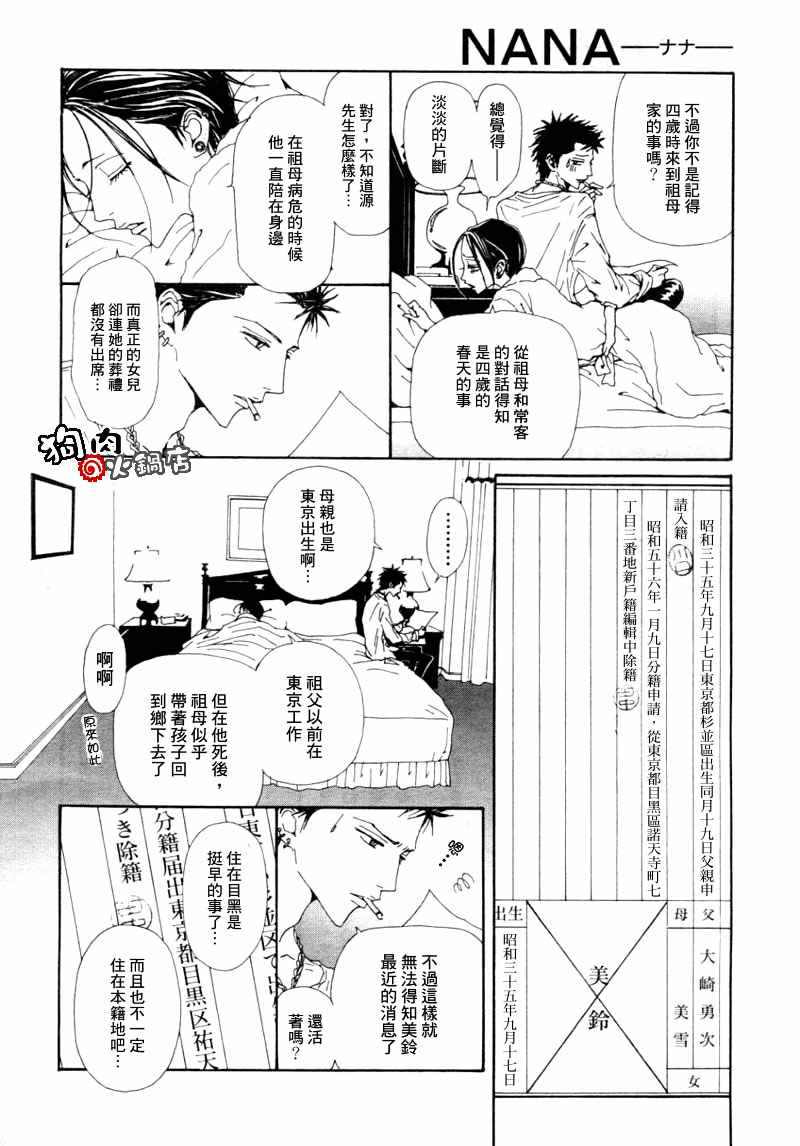 NANA——ナナ——
不過你不是記得
四歲時來到祖母
家的事嗎？
總覺得—
淡淡的片斷
從祖母和常客
的對話得知
是四歲的
春天的事
對了，不知道源
先生怎麼樣了…
在祖母病危的時候
他一直陪在身邊
而真正的女兒
卻連她的葬禮
都沒有出席…
狗肉
火鍋店
昭和三十五年九月十七日東京都杉並區出生同月十九日父親申
請入籍
昭和五十六年一月九日分籍申請，從東京都目黑區諾天寺町七
丁目三番地新戶籍編輯中除籍
父
大崎勇次
母
美雪
女
美鈴
出生
昭和三十五年九月十七日
………
母親也是
東京出生啊…
祖父以前在
東京工作
但在他死後，
祖母似乎
帶著孩子回
到鄉下去了
啊啊
原來如此
嗯…
不過這樣就
無法得知美鈴
最近的消息了
還活
著嗎？
住在目黑是
挺早的事了…
而且也不一定
住在本籍地吧…
分籍届出東京都目黒区祐天
つき除籍